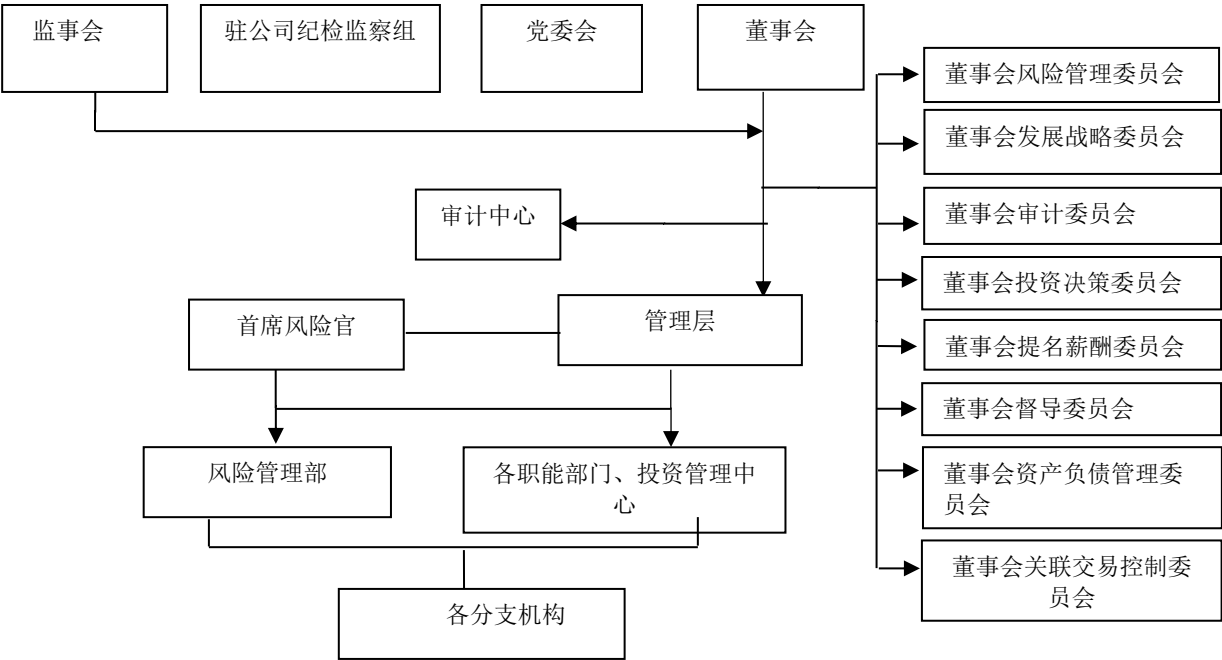 监事会
驻公司纪检监察组
党委会
董事会
董事会风险管理委员会
董事会发展战略委员会
审计中心
董事会审计委员会
董事会投资决策委员会
首席风险官
管理层
董事会提名薪酬委员会
董事会督导委员会
风险管理部
各职能部门、投资管理中
心
董事会资产负债管理委
员会
董事会关联交易控制委
员会
各分支机构